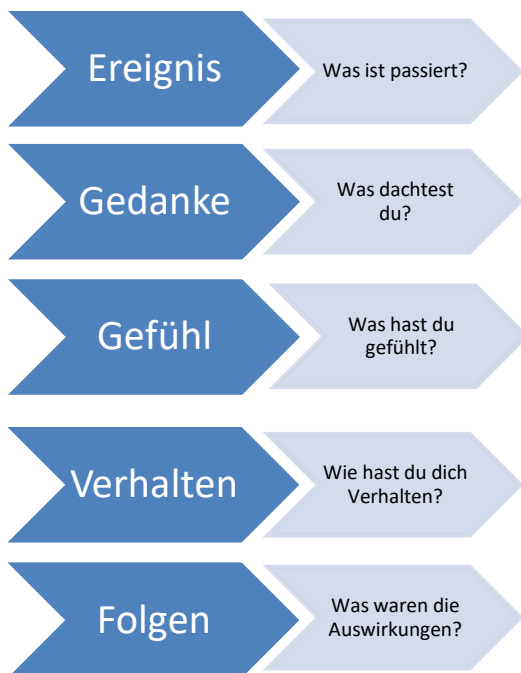 Ereignis
Was ist passiert?
Gedanke
Was dachtest
du?
Gefühl
Was hast du
gefühlt?
Verhalten
Wie hast du dich
Verhalten?
Folgen
Was waren die
Auswirkungen?